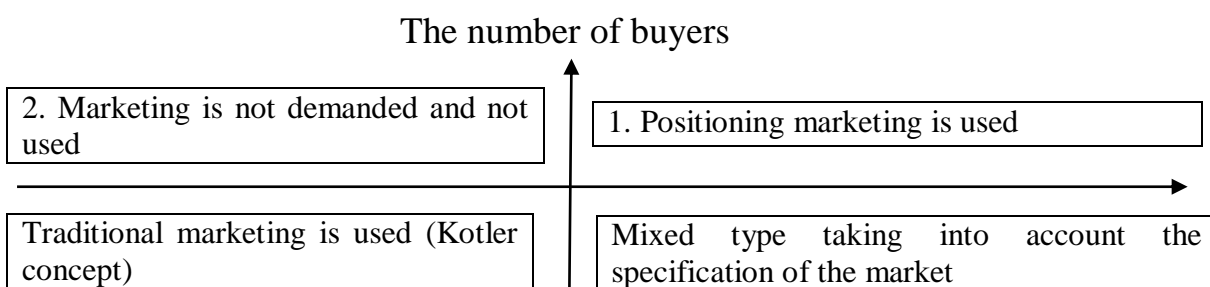 The number of buyers
2. Marketing is not demanded and not
used
1. Positioning marketing is used
Traditional marketing is used (Kotler
concept)
Mixed type taking into account the
specification of the market